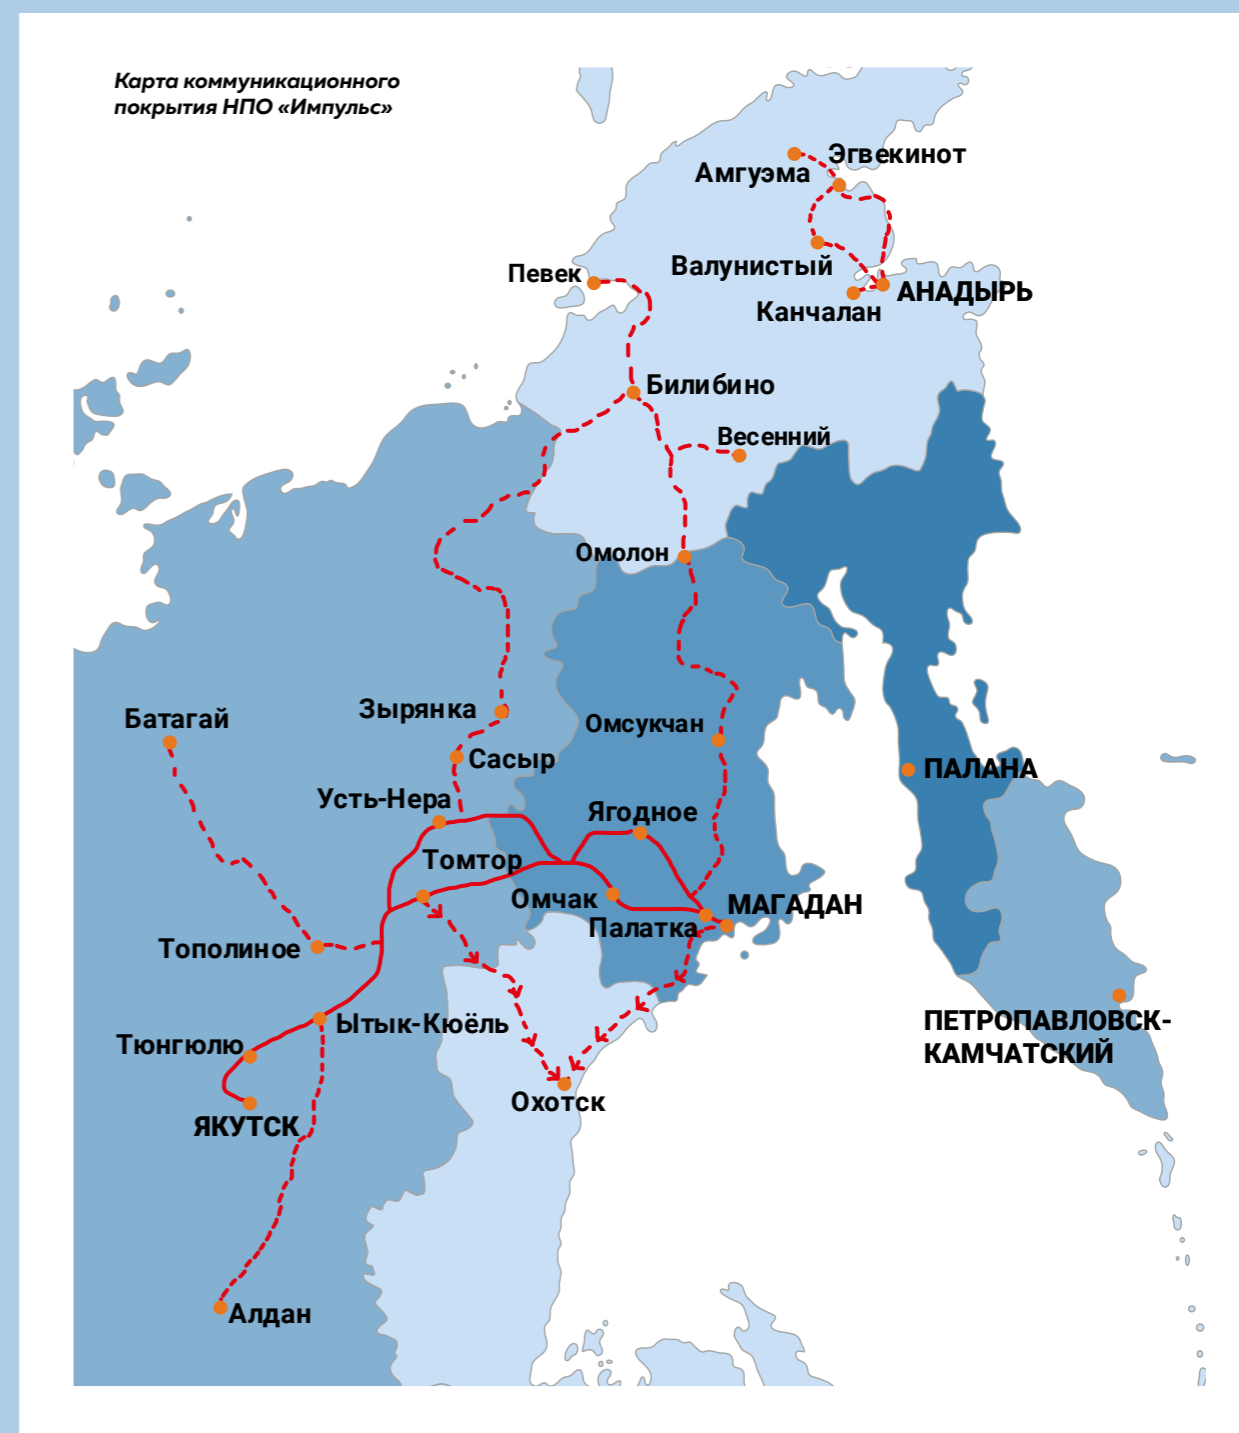 Карта коммуникационного
покрытия НПО «Импульс»
Эгвекинот
Амгуэма
Валунистый
Певек
АНАДЫРЬ
Канчалан
Билибино
Весенний
Омолон
Зырянка
Батагай
Омсукчан
Сасыр
ПАЛАНА
Усть-Нера
Ягодное
Томтор
Омчак
МАГАДАН
Палатка
Тополиное
Ытык-Кюёль
ПЕТРОПАВЛОВСК-
КАМЧАТСКИЙ
Тюнгюлю
Охотск
ЯКУТСК
Алдан